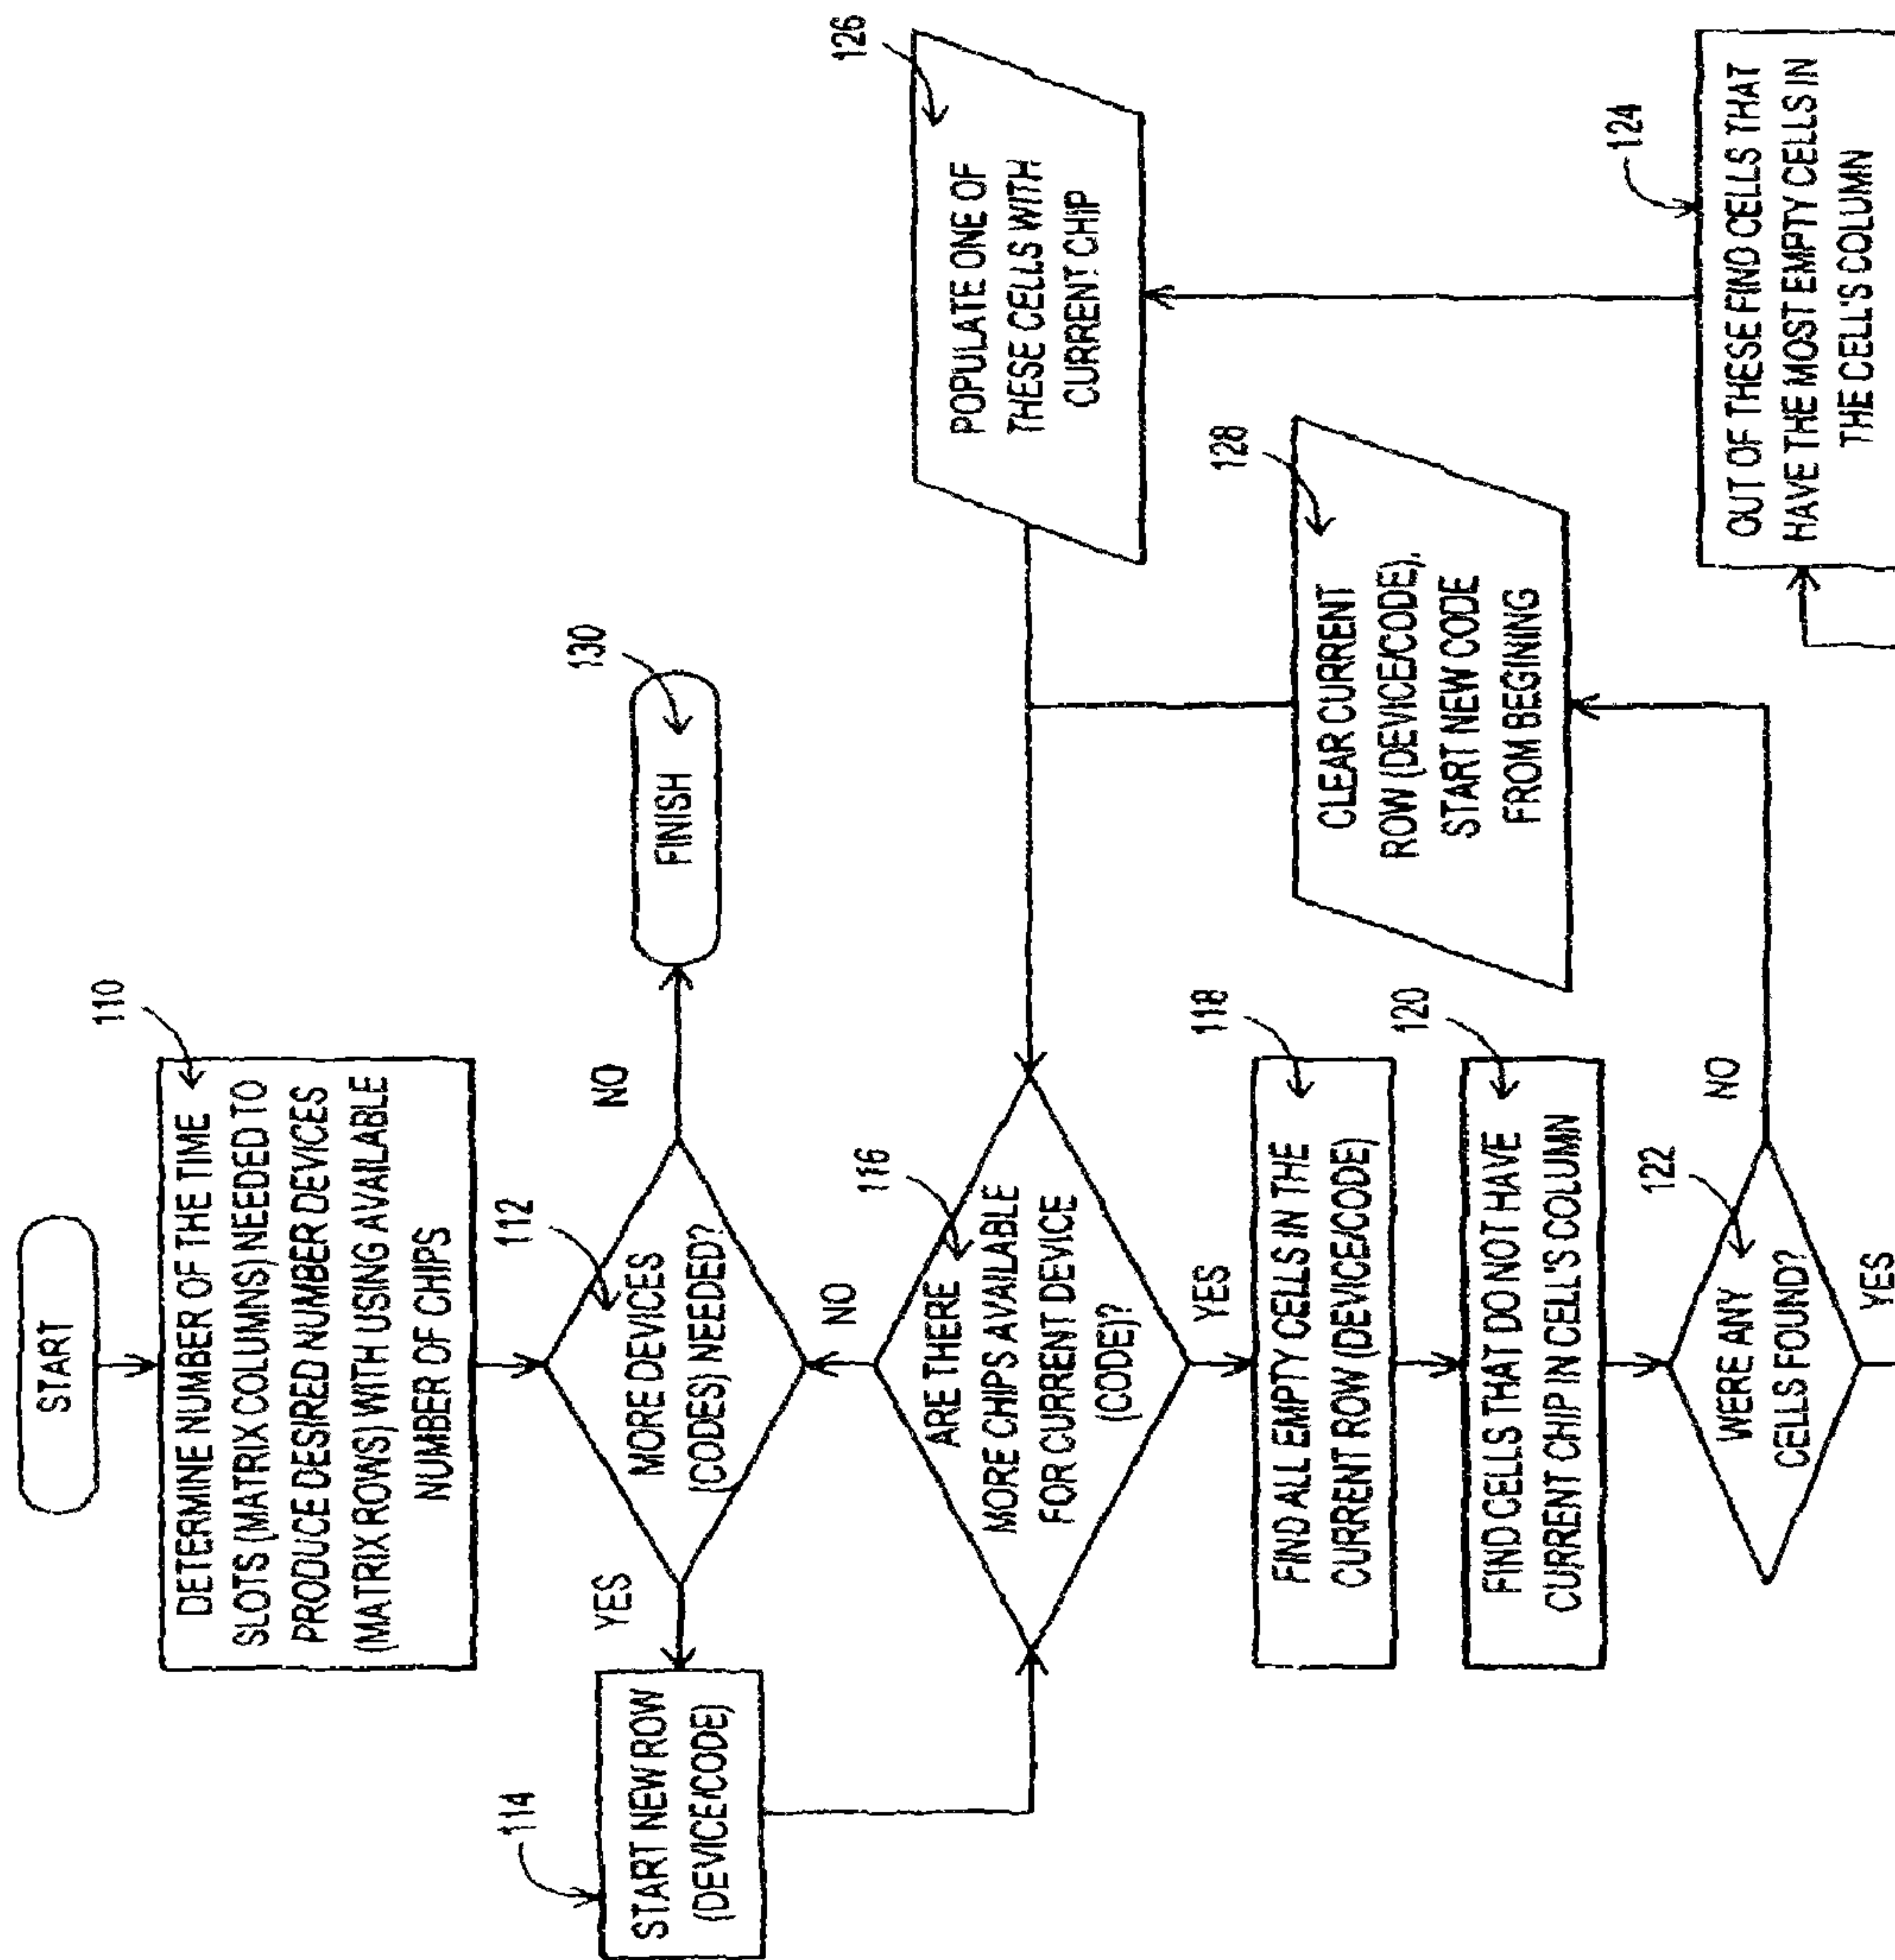 START
110
DETERMINE NUMBER OF THE TIME
SLOTS (MATRIX COLUMNS) NEEDED TO
PRODUCE DESIRED NUMBER DEVICES
(MATRIX ROWS) WITH USING AVAILABLE
NUMBER OF CHIPS
112
MORE DEVICES
(CODES) NEEDED?
NO
130
FINISH
YES
114
START NEW ROW
(DEVICE/CODE)
NO
116
ARE THERE
MORE CHIPS AVAILABLE
FOR CURRENT DEVICE
(CODE)?
YES
118
FIND ALL EMPTY CELLS IN THE
CURRENT ROW (DEVICE/CODE)
120
FIND CELLS THAT DO NOT HAVE
CURRENT CHIP IN CELL'S COLUMN
122
WERE ANY
CELLS FOUND?
NO
YES
128
CLEAR CURRENT
ROW (DEVICE/CODE),
START NEW CODE
FROM BEGINING
126
POPULATE ONE OF
THESE CELLS WITH
CURRENT CHIP
124
OUT OF THESE FIND CELLS THAT
HAVE THE MOST EMPTY CELLS IN
THE CELL'S COLUMN